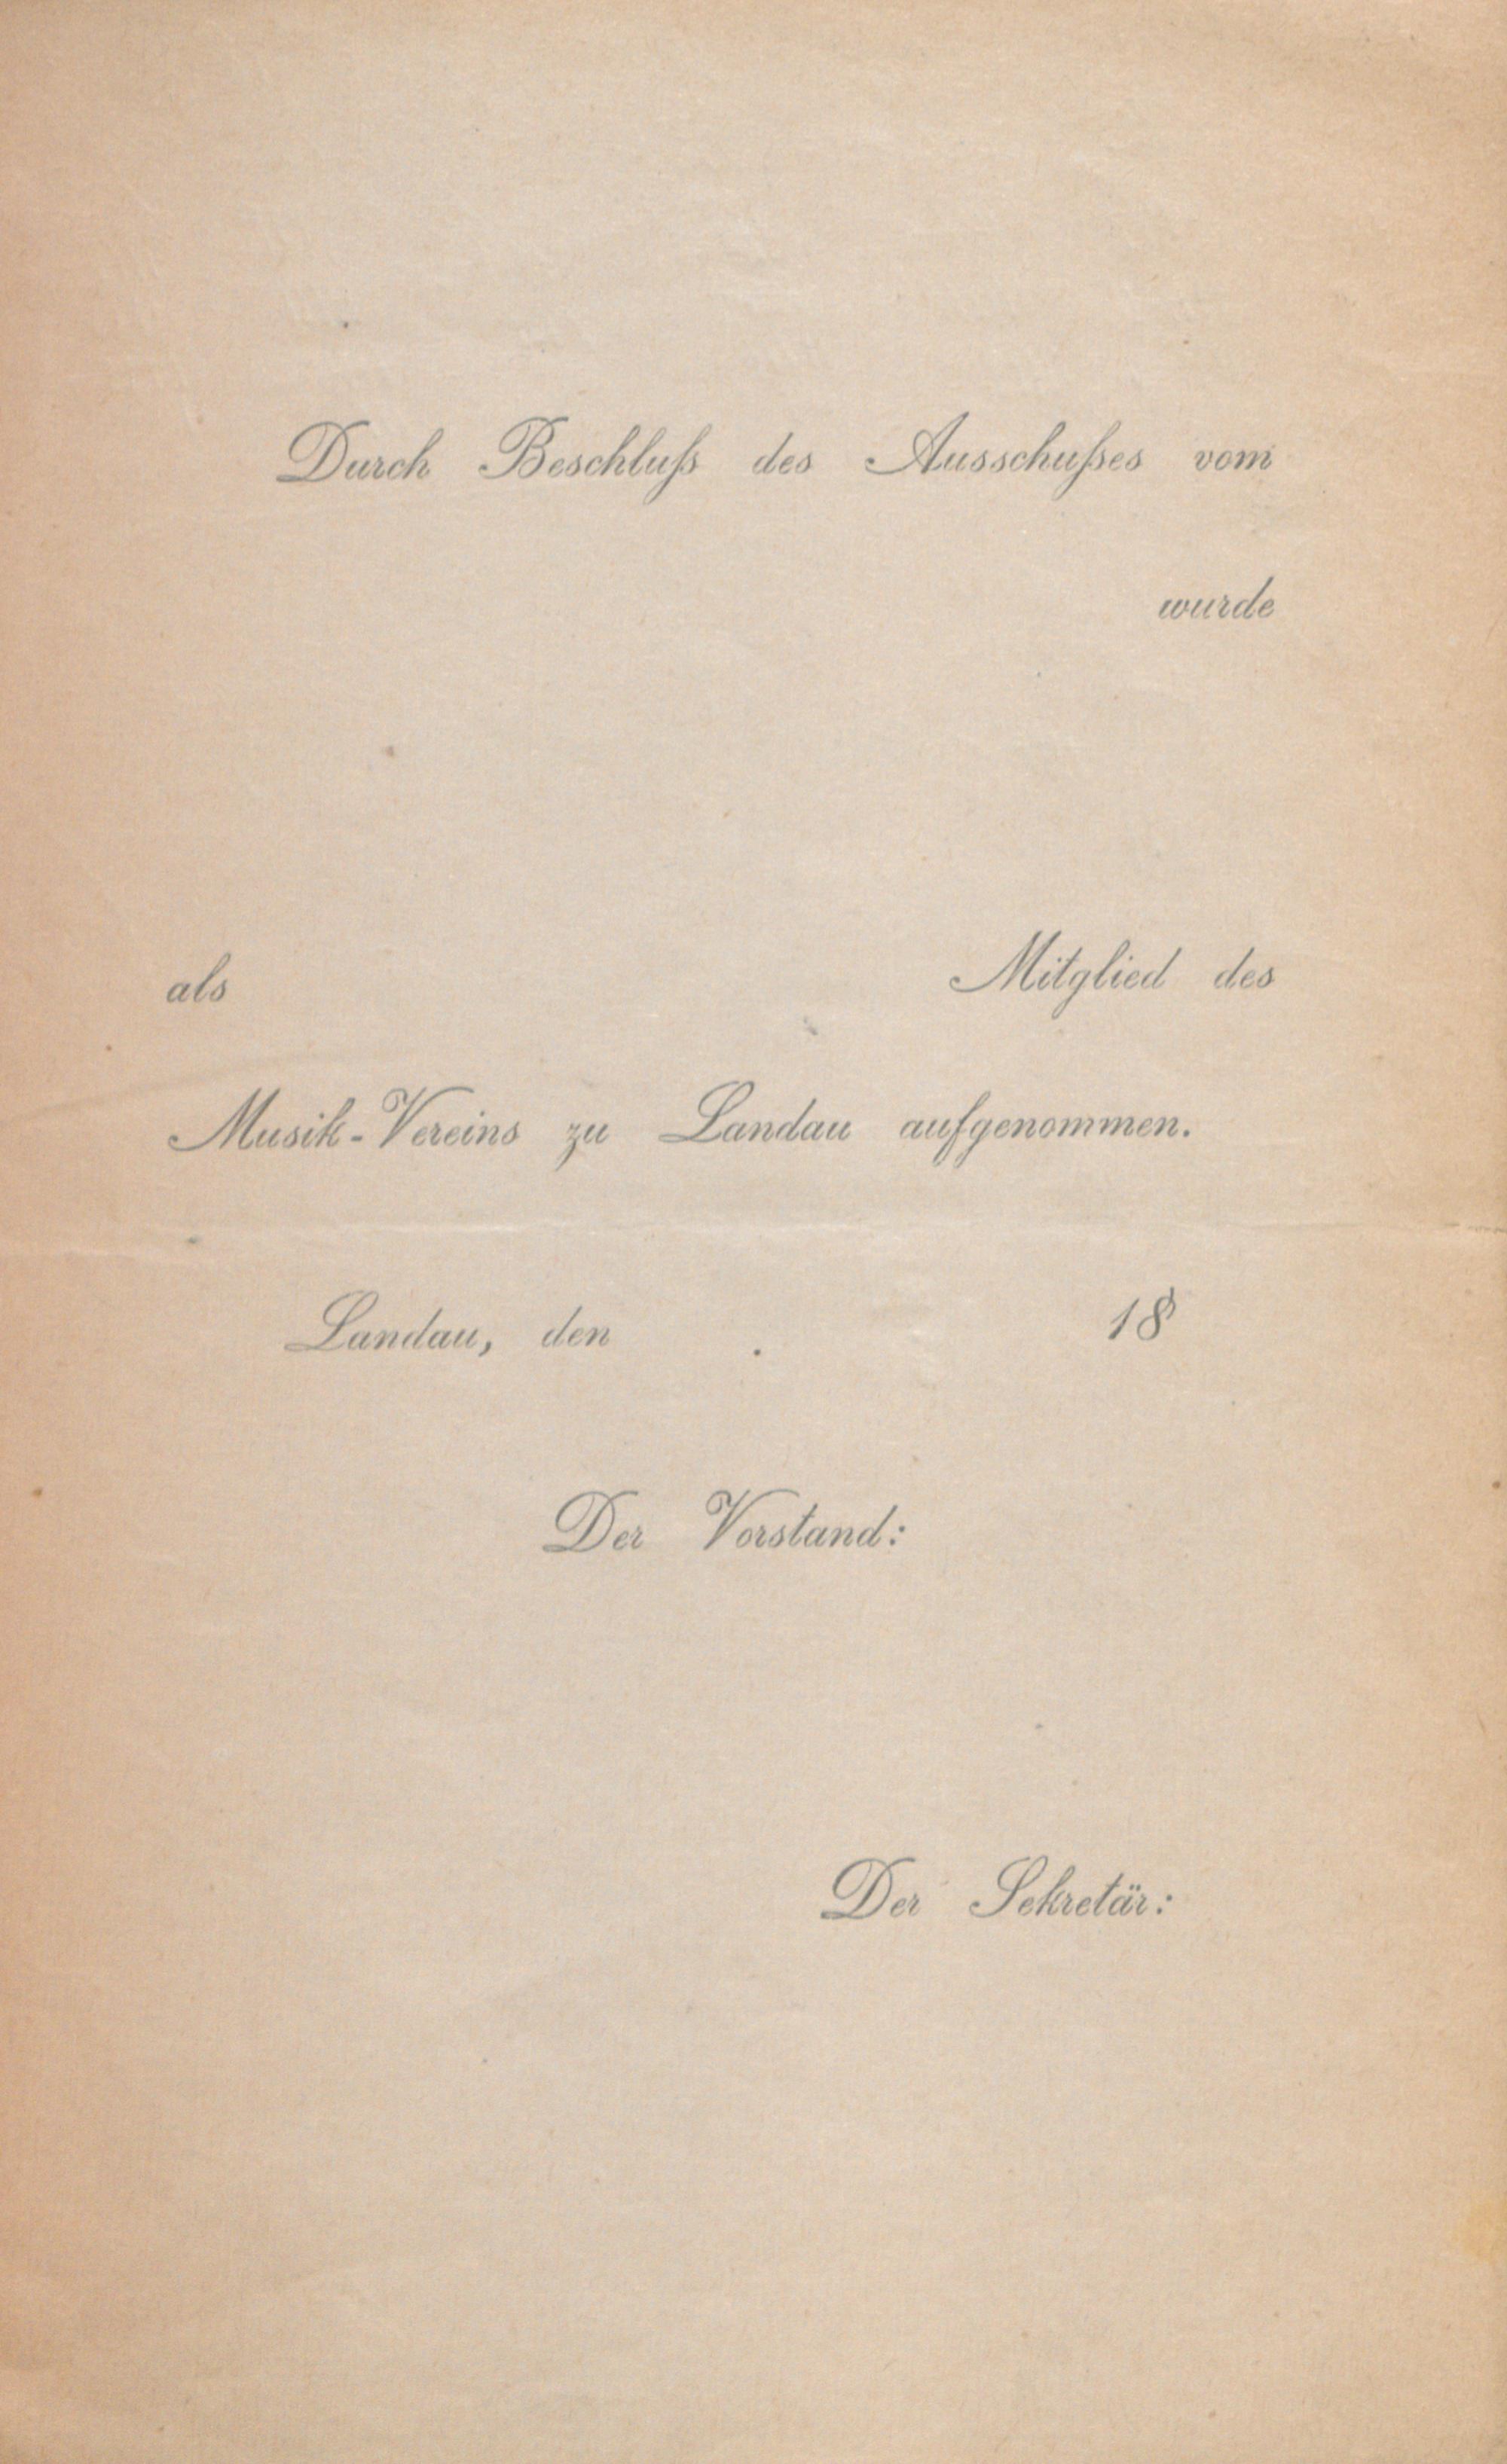 Durch Beschluß des Ausschußes vom
wurde
als Mitglied des
Musik-Vereins zu Landau aufgenommen.
Landau, den 18
Der Vorstand:
Der Sekretär: